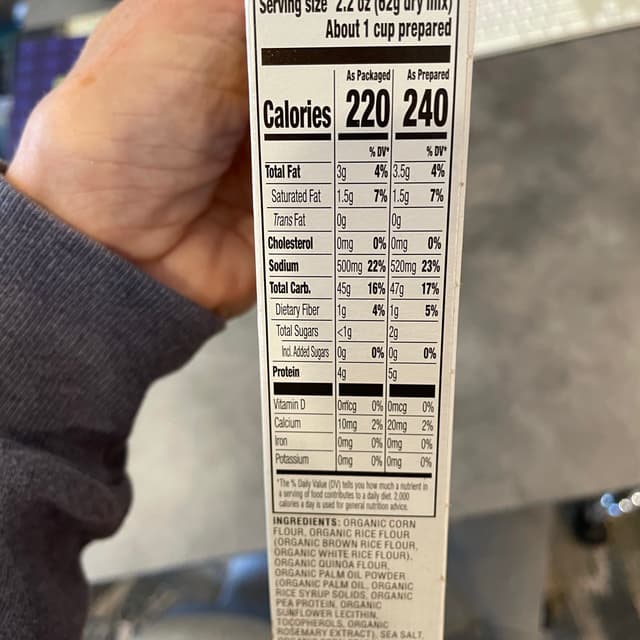 Serving size 2.2 oz (62g dry mix)
About 1 cup prepared
As Packaged As Prepared
Calories 220 240
% DV* % DV*
Total Fat 3g 4% 3.5g 4%
Saturated Fat 1.5g 7% 1.5g 7%
Trans Fat 0g 0g
Cholesterol 0mg 0% 0mg 0%
Sodium 500mg 22% 520mg 23%
Total Carb. 45g 16% 47g 17%
Dietary Fiber 1g 4% 1g 5%
Total Sugars <1g 2g
Incl. Added Sugars 0g 0% 0g 0%
Protein 4g 5g
Vitamin D 0mcg 0% 0mcg 0%
Calcium 10mg 2% 20mg 2%
Iron 0mg 0% 0mg 0%
Potassium 0mg 0% 0mg 0%
*The % Daily Value (DV) tells you how much a nutrient in
a serving of food contributes to a daily diet. 2,000
calories a day is used for general nutrition advice.
INGREDIENTS: ORGANIC CORN
FLOUR, ORGANIC RICE FLOUR
(ORGANIC BROWN RICE FLOUR,
ORGANIC WHITE RICE FLOUR),
ORGANIC QUINOA FLOUR,
ORGANIC PALM OIL POWDER
(ORGANIC PALM OIL, ORGANIC
RICE SYRUP SOLIDS, ORGANIC
PEA PROTEIN, ORGANIC
SUNFLOWER LECITHIN,
TOCOPHEROLS, ORGANIC
ROSEMARY EXTRACT), SEA SALT,